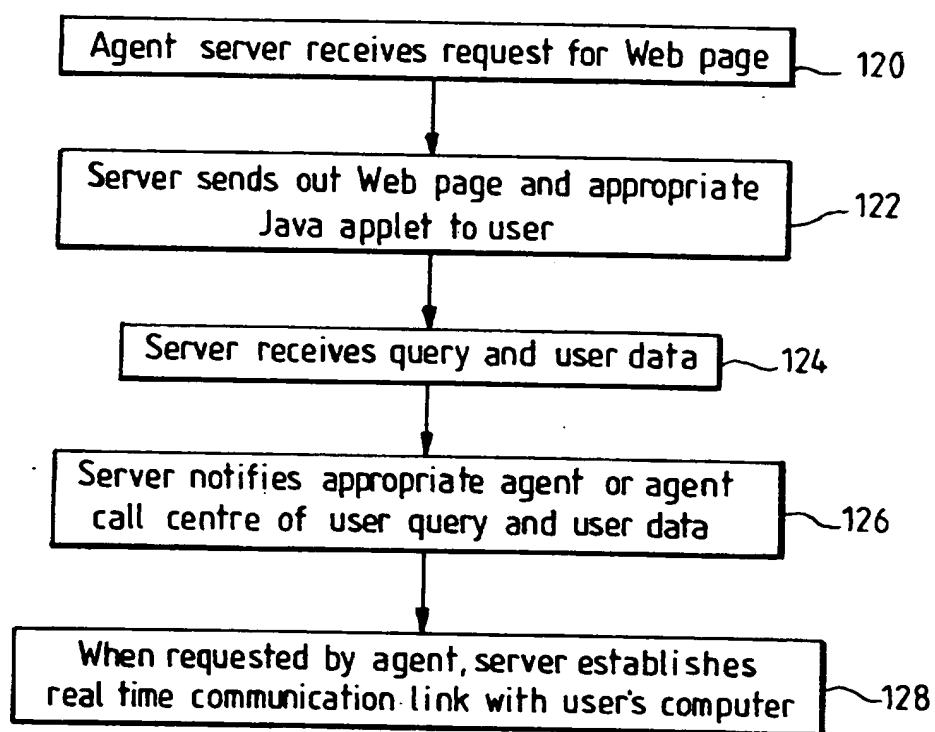 Agent server receives request for Web page
120
Server sends out Web page and appropriate
Java applet to user
122
Server receives query and user data
124
Server notifies appropriate agent or agent
call centre of user query and user data
126
When requested by agent, server establishes
real time communication link with user's computer
128